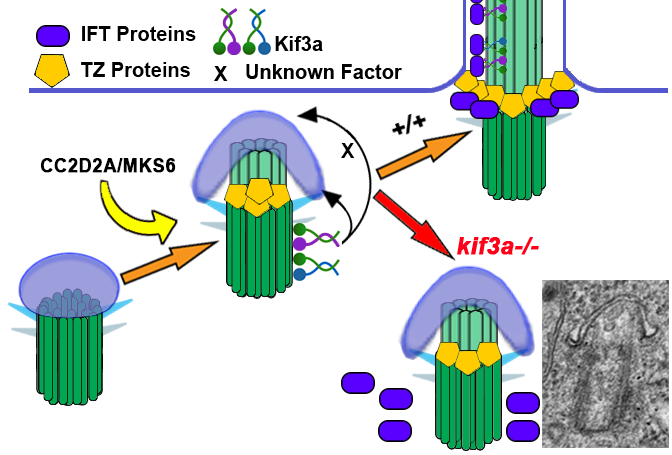 IFT Proteins
Kif3a
TZ Proteins
X Unknown Factor
+/+
X
CC2D2A/MKS6
kif3a-/-